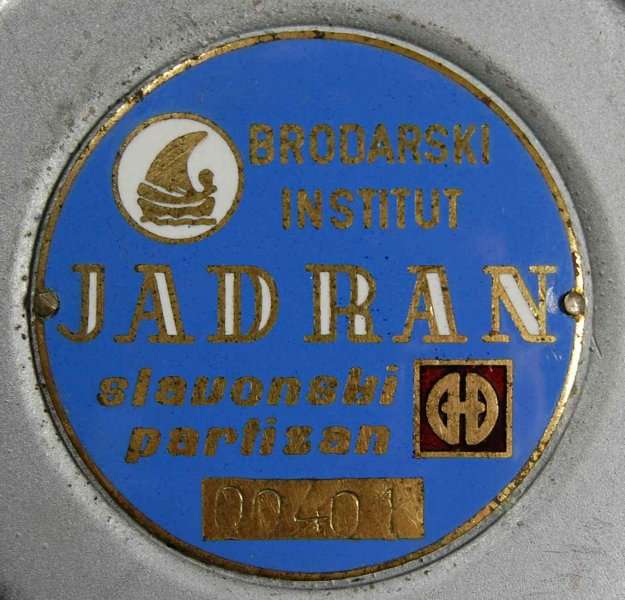 BRODARSKI
INSTITUT
JADRAN
slavonski
partizan
00401